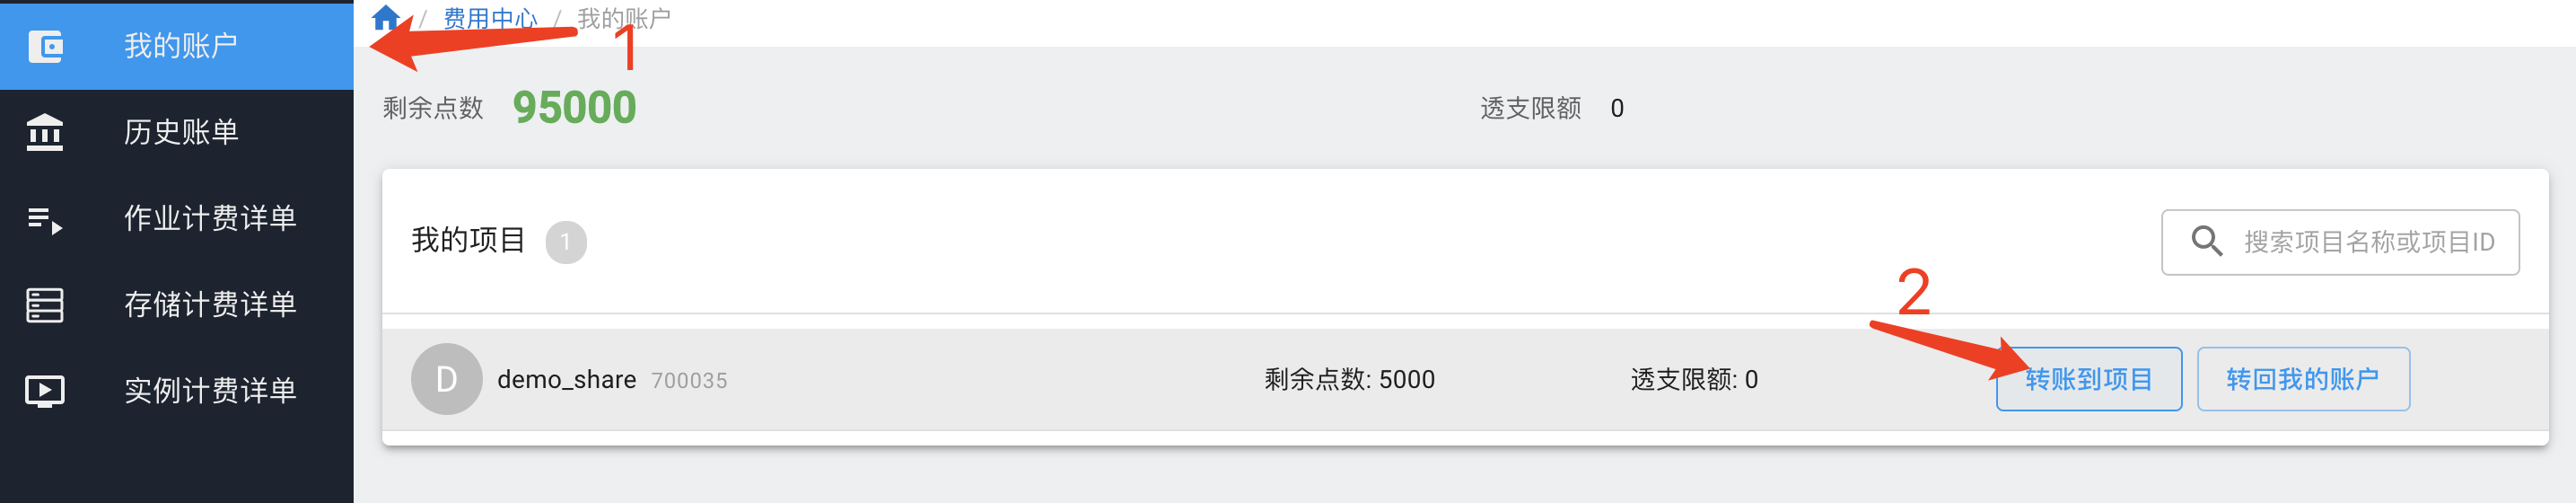 我的账户
历史账单
作业计费详单
存储计费详单
实例计费详单
/ 费用中心 / 我的账户
1
剩余点数 95000 透支限额 0
我的项目 1 搜索项目名称或项目ID
2
D demo_share 700035 剩余点数: 5000 透支限额: 0 转账到项目 转回我的账户